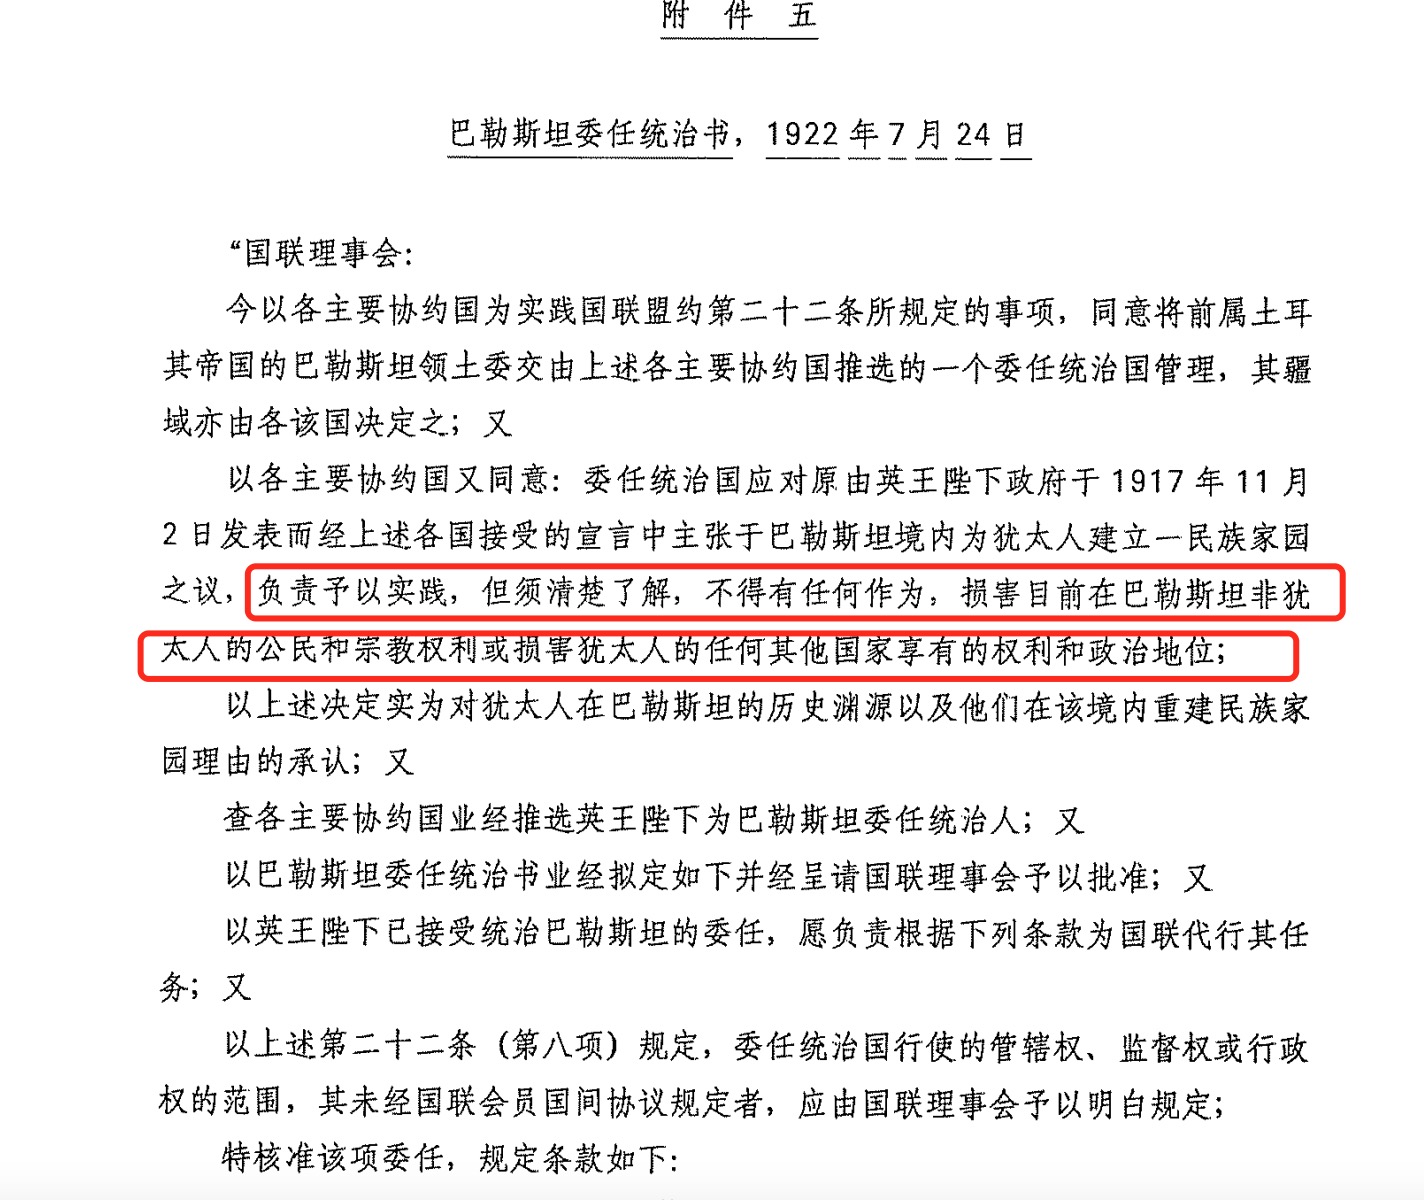 附 件 五
巴勒斯坦委任统治书，1922 年 7 月 24 日
“国联理事会：
今以各主要协约国为实践国联盟约第二十二条所规定的事项，同意将前属土耳
其帝国的巴勒斯坦领土委交由上述各主要协约国推选的一个委任统治国管理，其疆
域亦由各该国决定之；又
以各主要协约国又同意：委任统治国应对原由英王陛下政府于 1917 年 11 月
2 日发表而经上述各国接受的宣言中主张于巴勒斯坦境内为犹太人建立一民族家园
之议，负责予以实践，但须清楚了解，不得有任何作为，损害目前在巴勒斯坦非犹
太人的公民和宗教权利或损害犹太人的任何其他国家享有的权利和政治地位；
以上述决定实为对犹太人在巴勒斯坦的历史渊源以及他们在该境内重建民族家
园理由的承认；又
查各主要协约国业经推选英王陛下为巴勒斯坦委任统治人；又
以巴勒斯坦委任统治书业经拟定如下并经呈请国联理事会予以批准；又
以英王陛下已接受统治巴勒斯坦的委任，愿负责根据下列条款为国联代行其任
务；又
以上述第二十二条（第八项）规定，委任统治国行使的管辖权、监督权或行政
权的范围，其未经国联会员国间协议规定者，应由国联理事会予以明白规定；
特核准该项委任，规定条款如下：